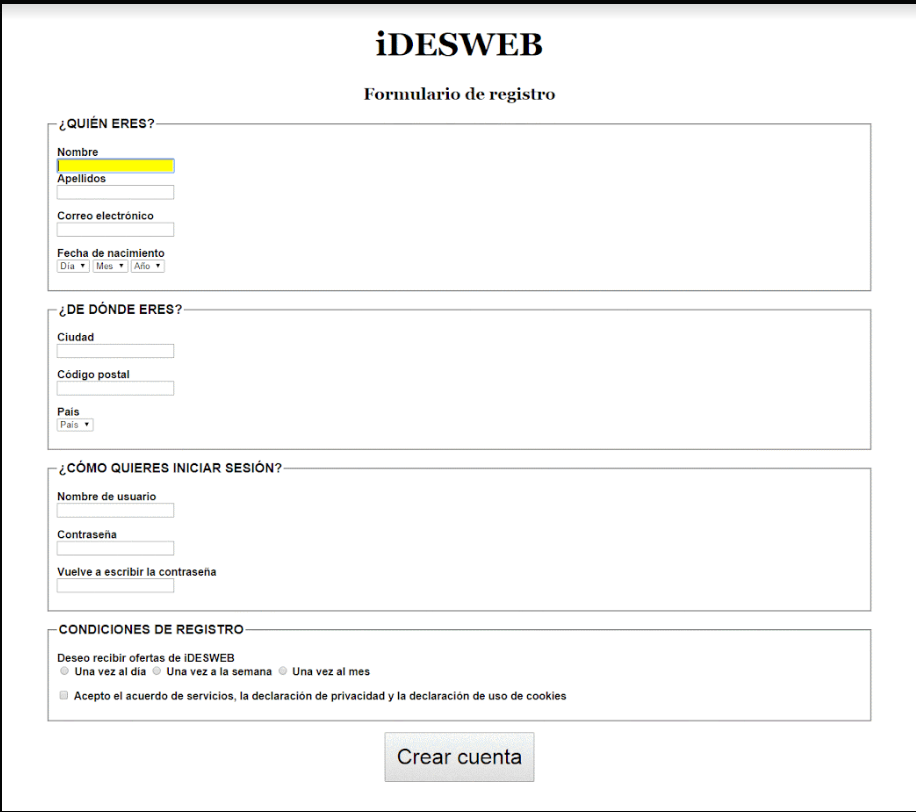 iDESWEB
Formulario de registro
¿QUIÉN ERES?
Nombre
Apellidos
Correo electrónico
Fecha de nacimiento
Día Mes Año
¿DE DÓNDE ERES?
Ciudad
Código postal
País
País
¿CÓMO QUIERES INICIAR SESIÓN?
Nombre de usuario
Contraseña
Vuelve a escribir la contraseña
CONDICIONES DE REGISTRO
Deseo recibir ofertas de iDESWEB
Una vez al día Una vez a la semana Una vez al mes
Acepto el acuerdo de servicios, la declaración de privacidad y la declaración de uso de cookies
Crear cuenta